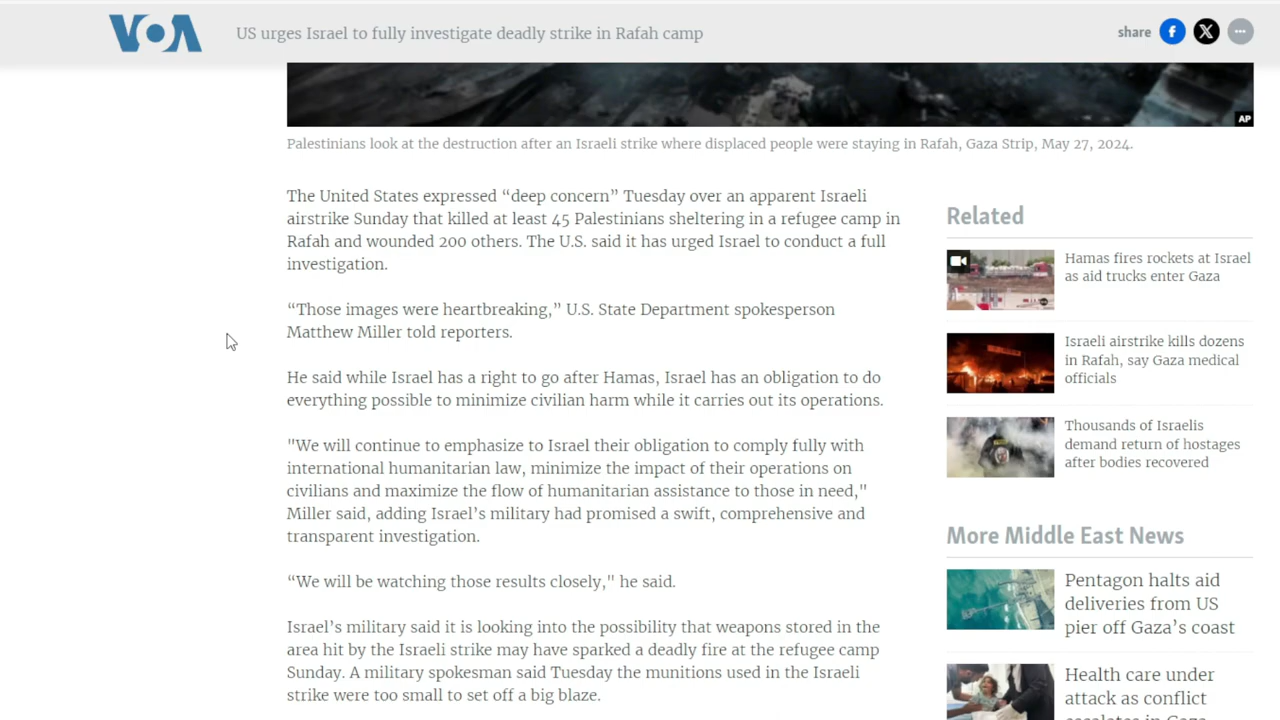 VOA
US urges Israel to fully investigate deadly strike in Rafah camp
share
AP
Palestinians look at the destruction after an Israeli strike where displaced people were staying in Rafah, Gaza Strip, May 27, 2024.
The United States expressed “deep concern” Tuesday over an apparent Israeli
airstrike Sunday that killed at least 45 Palestinians sheltering in a refugee camp in
Rafah and wounded 200 others. The U.S. said it has urged Israel to conduct a full
investigation.
“Those images were heartbreaking,” U.S. State Department spokesperson
Matthew Miller told reporters.
He said while Israel has a right to go after Hamas, Israel has an obligation to do
everything possible to minimize civilian harm while it carries out its operations.
"We will continue to emphasize to Israel their obligation to comply fully with
international humanitarian law, minimize the impact of their operations on
civilians and maximize the flow of humanitarian assistance to those in need,"
Miller said, adding Israel’s military had promised a swift, comprehensive and
transparent investigation.
“We will be watching those results closely," he said.
Israel’s military said it is looking into the possibility that weapons stored in the
area hit by the Israeli strike may have sparked a deadly fire at the refugee camp
Sunday. A military spokesman said Tuesday the munitions used in the Israeli
strike were too small to set off a big blaze.
Related
Hamas fires rockets at Israel
as aid trucks enter Gaza
Israeli airstrike kills dozens
in Rafah, say Gaza medical
officials
Thousands of Israelis
demand return of hostages
after bodies recovered
More Middle East News
Pentagon halts aid
deliveries from US
pier off Gaza’s coast
Health care under
attack as conflict
escalates in Gaza